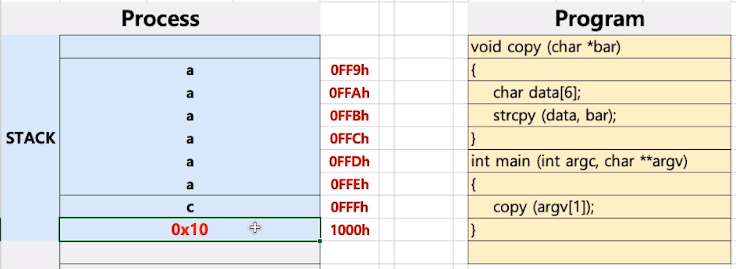 Process
Program
void copy (char *bar)
a 0FF9h {
a 0FFAh char data[6];
a 0FFBh strcpy (data, bar);
STACK a 0FFCh }
a 0FFDh int main (int argc, char **argv)
a 0FFEh {
c 0FFFh copy (argv[1]);
0x10 1000h }